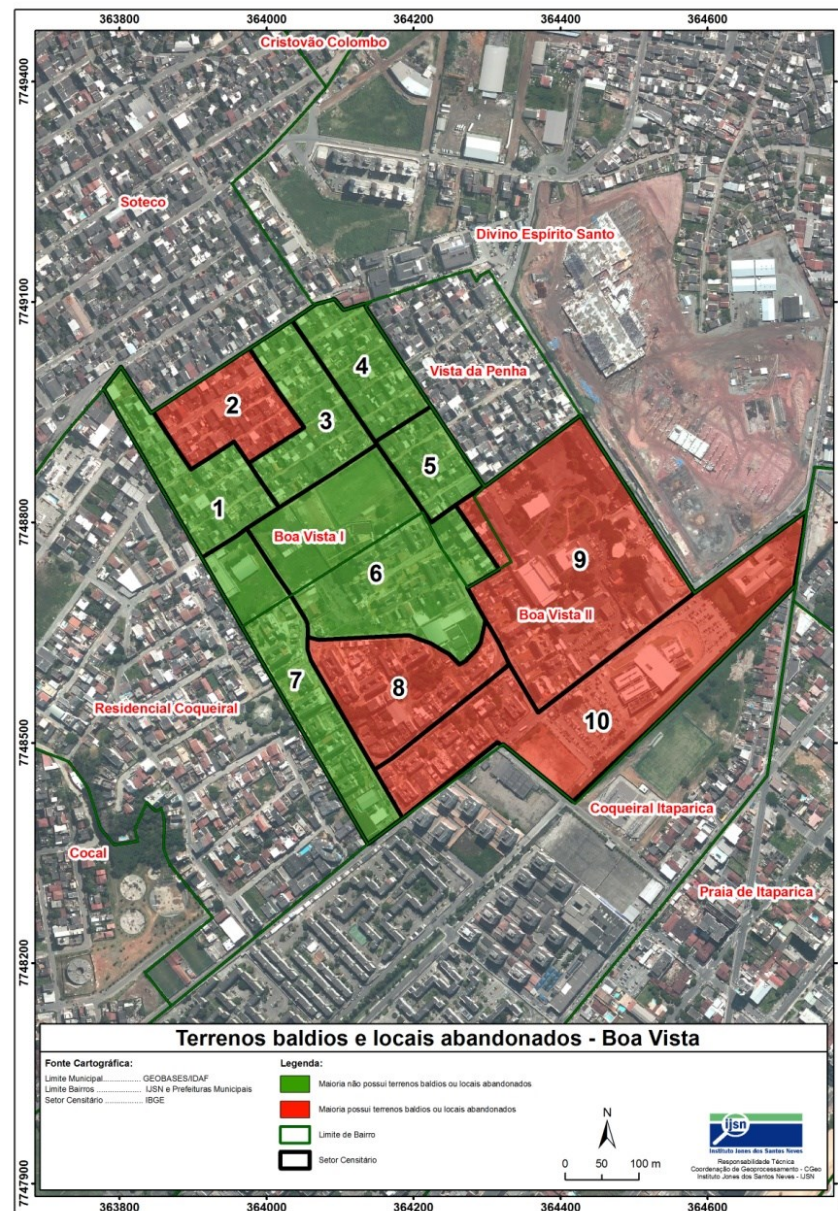 363800 364000 364200 364400 364600
7749400
7749100
7748800
7748500
7748200
7747900
Cristovão Colombo
Soteco
Divino Espírito Santo
Vista da Penha
4
2
3
5
1
Boa Vista I
6
9
Boa Vista II
7
8
Residencial Coqueiral
10
Coqueiral Itaparica
Cocal
Praia de Itaparica
Terrenos baldios e locais abandonados - Boa Vista
Fonte Cartográfica:
Limite Municipal.............. GEOBASES/IDAF
Limite Bairros ................. IJSN e Prefeituras Municipais
Setor Censitário .............. IBGE
Legenda:
Maioria não possui terrenos baldios ou locais abandonados
Maioria possui terrenos baldios ou locais abandonados
Limite de Bairro
Setor Censitário
N
0 50 100 m
ijsn
Instituto Jones dos Santos Neves
Responsabilidade Técnica
Coordenação de Geoprocessamento - CGeo
Instituto Jones dos Santos Neves - IJSN
363800 364000 364200 364400 364600